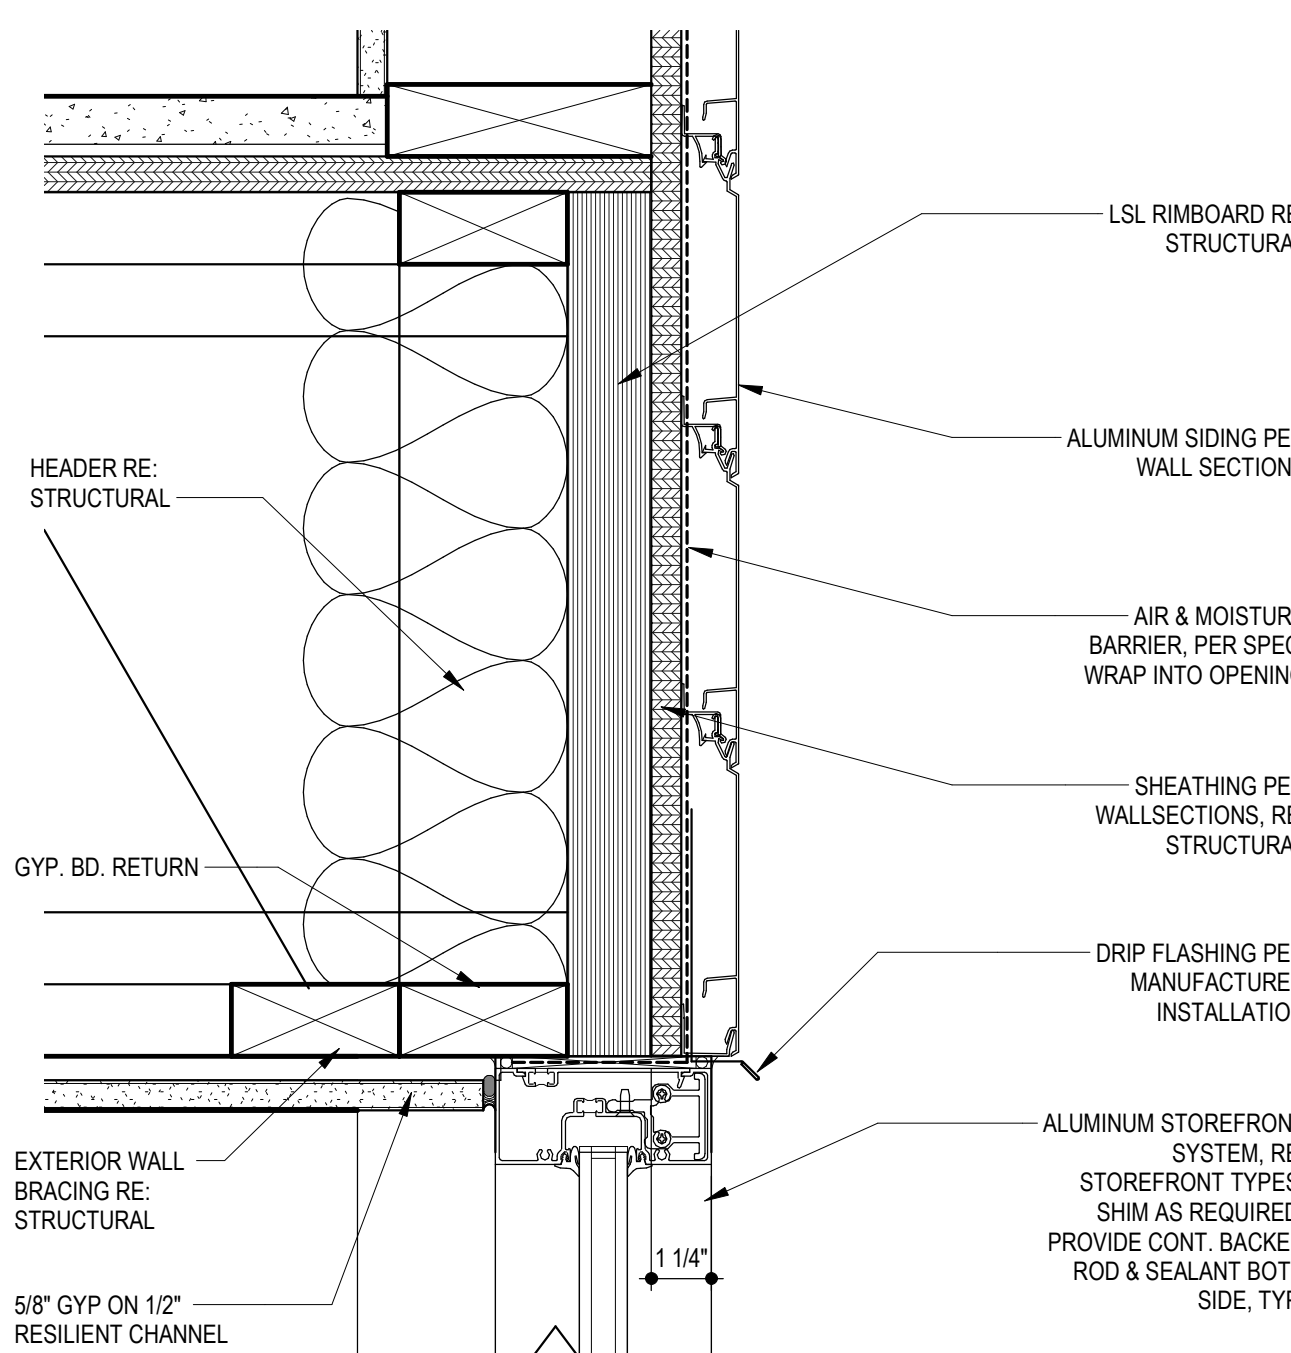 LSL RIMBOARD RE
STRUCTURA
ALUMINUM SIDING PE
WALL SECTION
HEADER RE:
STRUCTURAL
AIR & MOISTUR
BARRIER, PER SPEC
WRAP INTO OPENING
SHEATHING PE
WALLSECTIONS, RE
STRUCTURA
GYP. BD. RETURN
DRIP FLASHING PE
MANUFACTURE
INSTALLATIO
ALUMINUM STOREFRON
SYSTEM, RE
STOREFRONT TYPES
SHIM AS REQUIRED
PROVIDE CONT. BACKE
ROD & SEALANT BOT
SIDE, TYP
EXTERIOR WALL
BRACING RE:
STRUCTURAL
1 1/4"
5/8" GYP ON 1/2"
RESILIENT CHANNEL